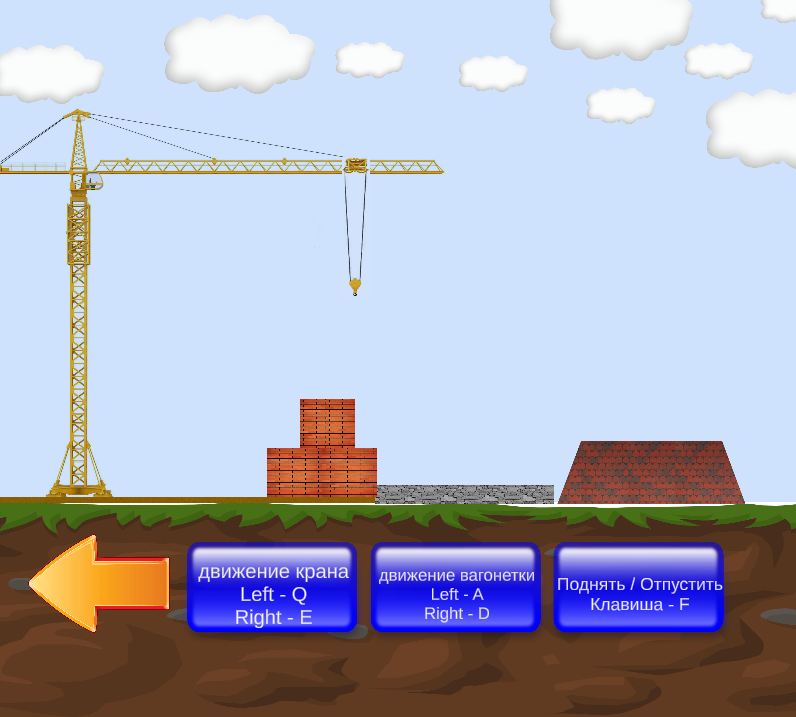 движение крана
Left - Q
Right - E
движение вагонетки
Left - A
Right - D
Поднять / Отпустить
Клавиша - F